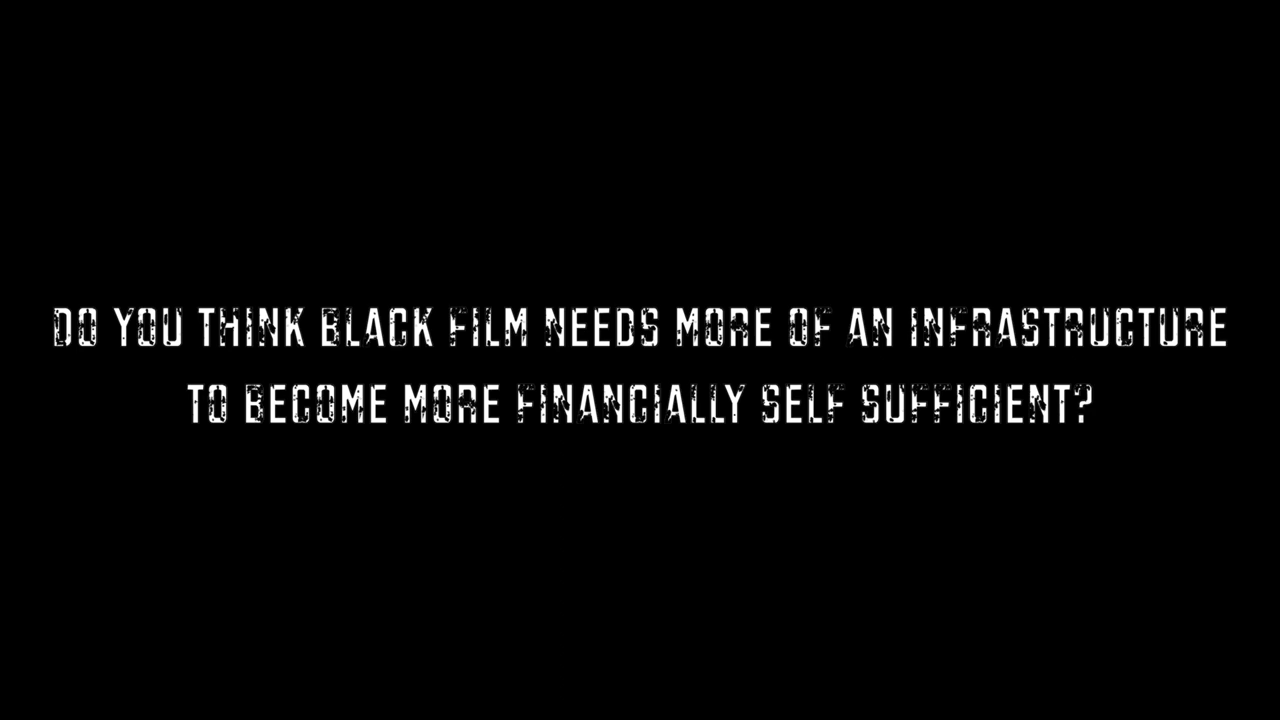 DO YOU THINK BLACK FILM NEEDS MORE OF AN INFRASTRUCTURE
TO BECOME MORE FINANCIALLY SELF SUFFICIENT?